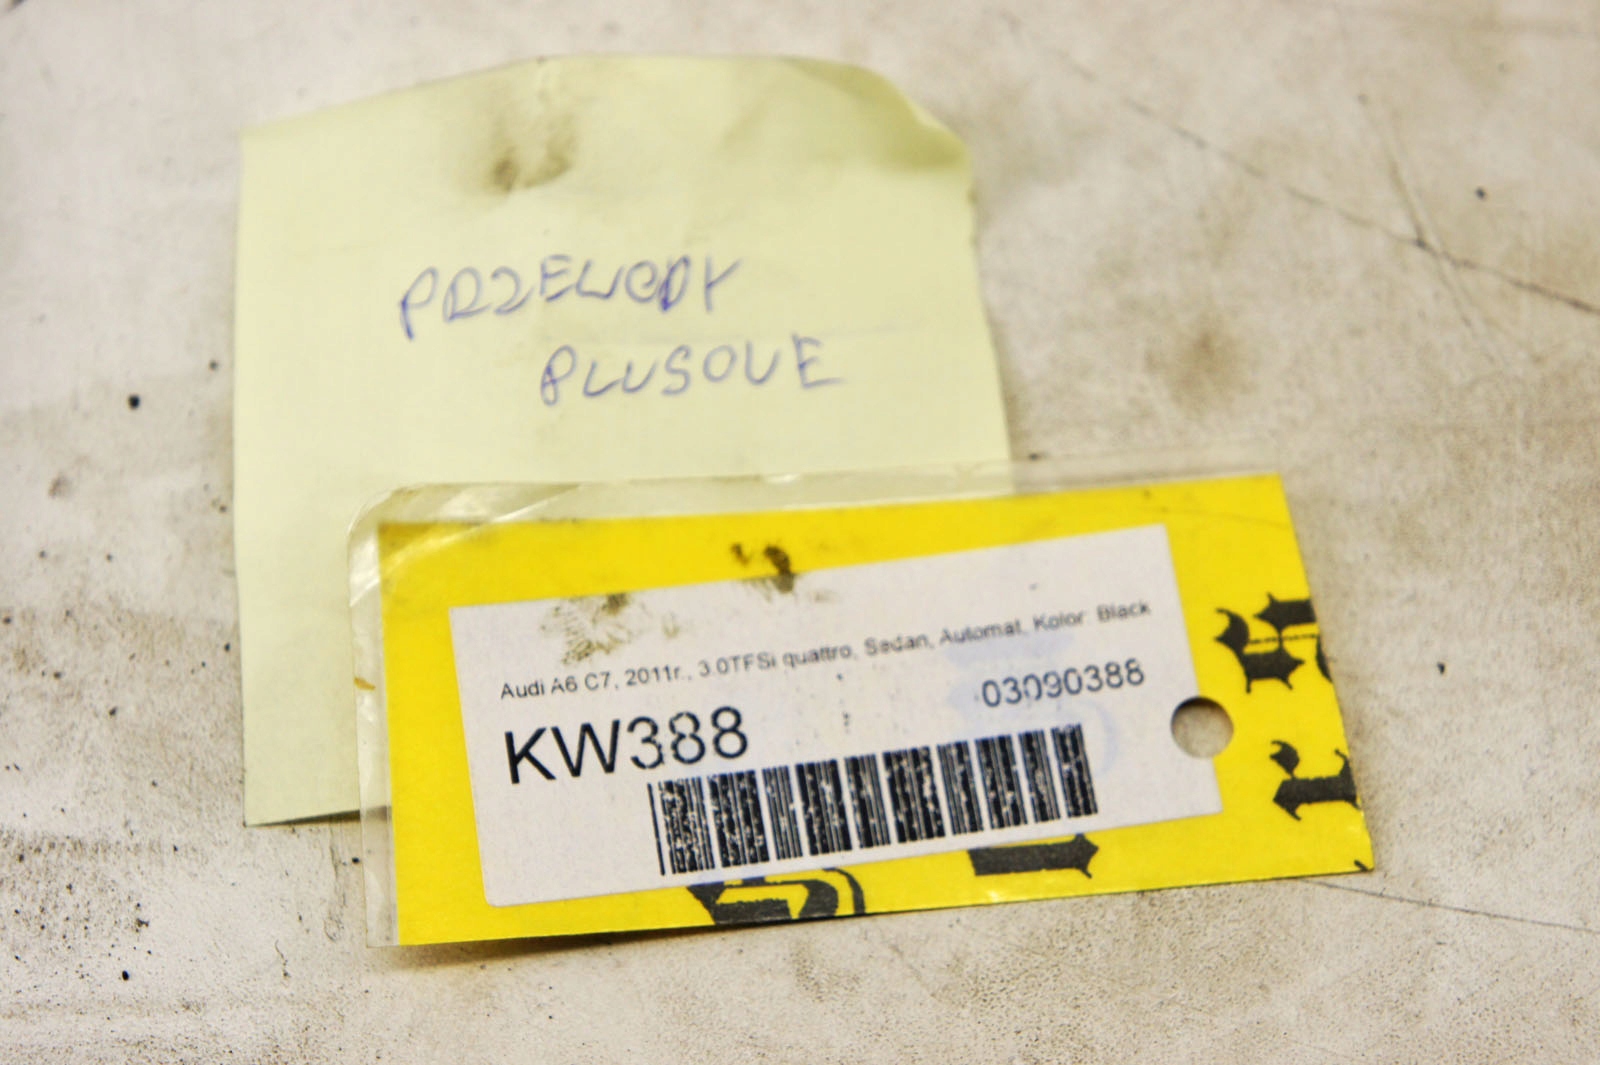 PRZEWODY
PLUSOWE
Audi A6 C7, 2011r., 3.0TFSi quattro, Sedan, Automat, Kolor: Black
03090388
KW388